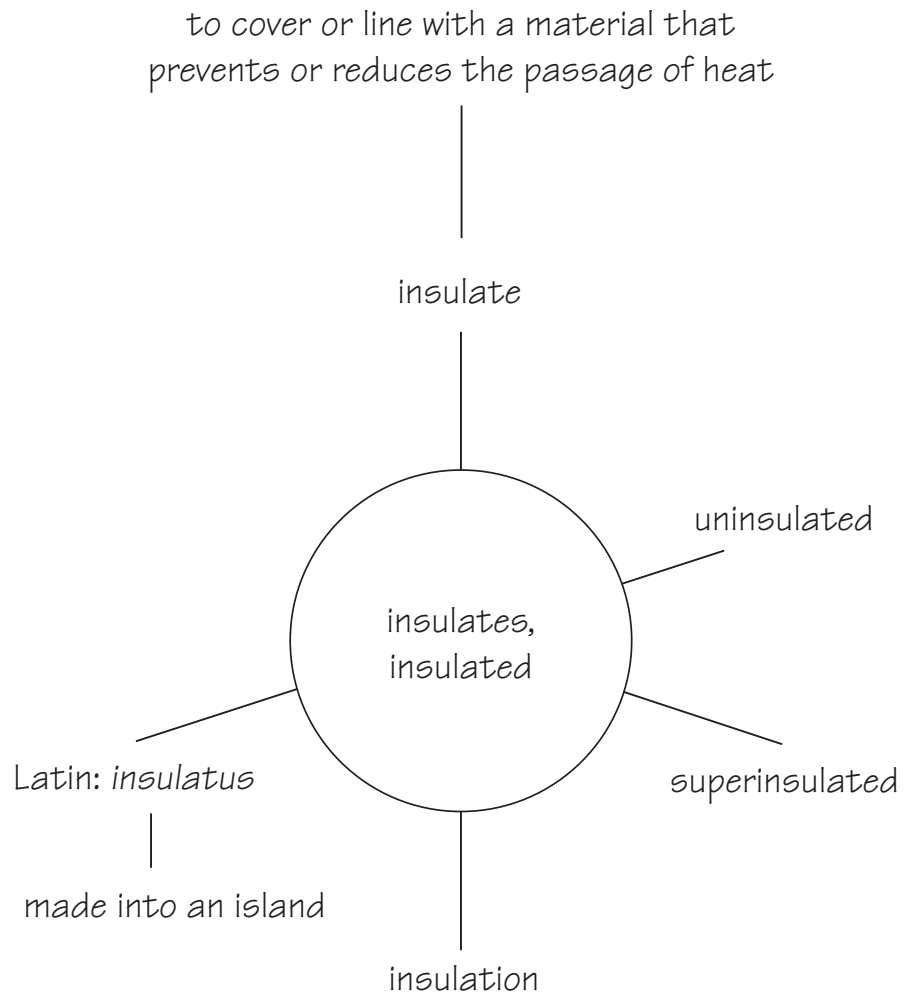 to cover or line with a material that
prevents or reduces the passage of heat
insulate
uninsulated
insulates,
insulated
Latin: insulatus
superinsulated
made into an island
insulation